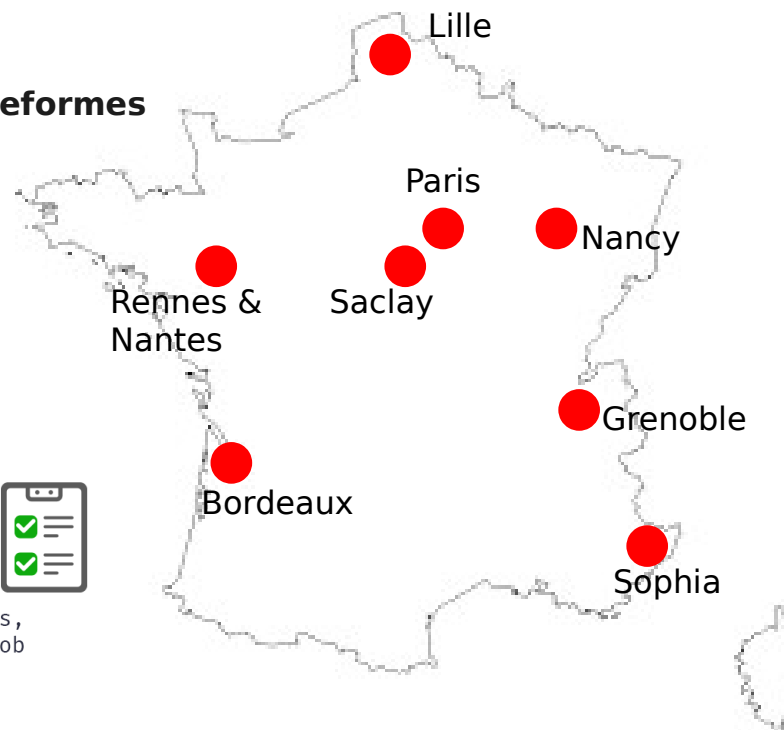 Lille
eformes
Paris
Nancy
Rennes &
Nantes
Saclay
Grenoble
Bordeaux
Sophia
s,
ob